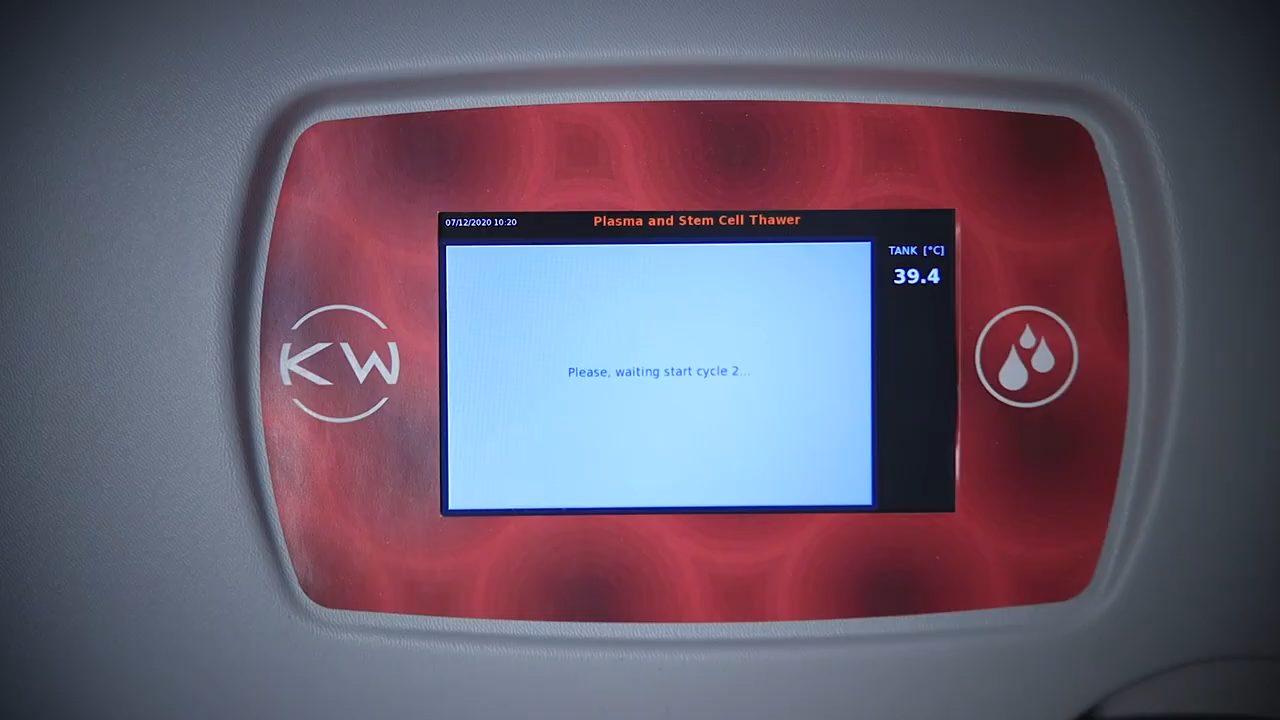 07/12/2020 10:20
Plasma and Stem Cell Thawer
TANK [°C]
39.4
KW
Please, waiting start cycle 2...